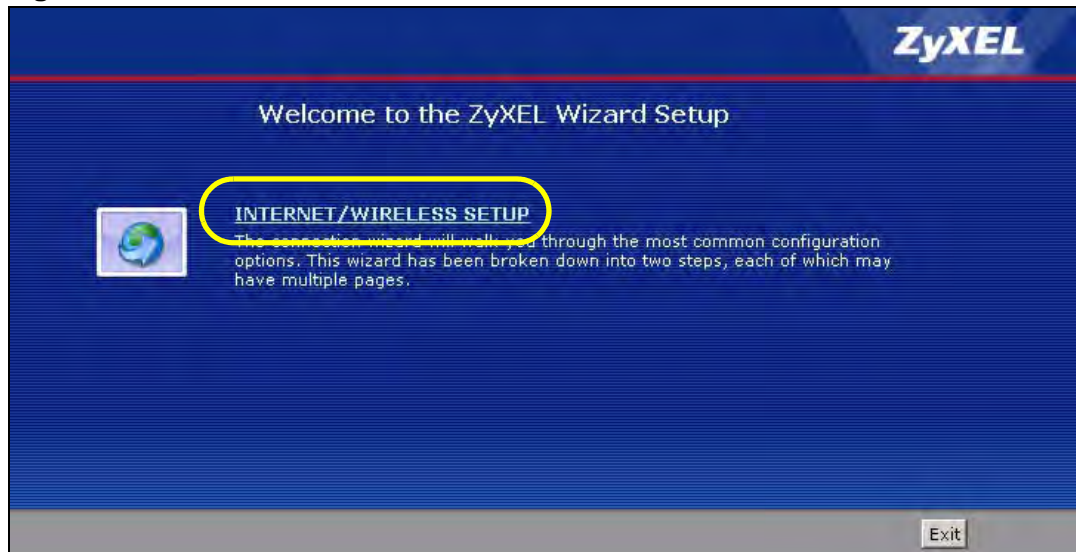 ZyXEL
Welcome to the ZyXEL Wizard Setup
INTERNET/WIRELESS SETUP
The connection wizard will walk you through the most common configuration
options. This wizard has been broken down into two steps, each of which may
have multiple pages.
Exit